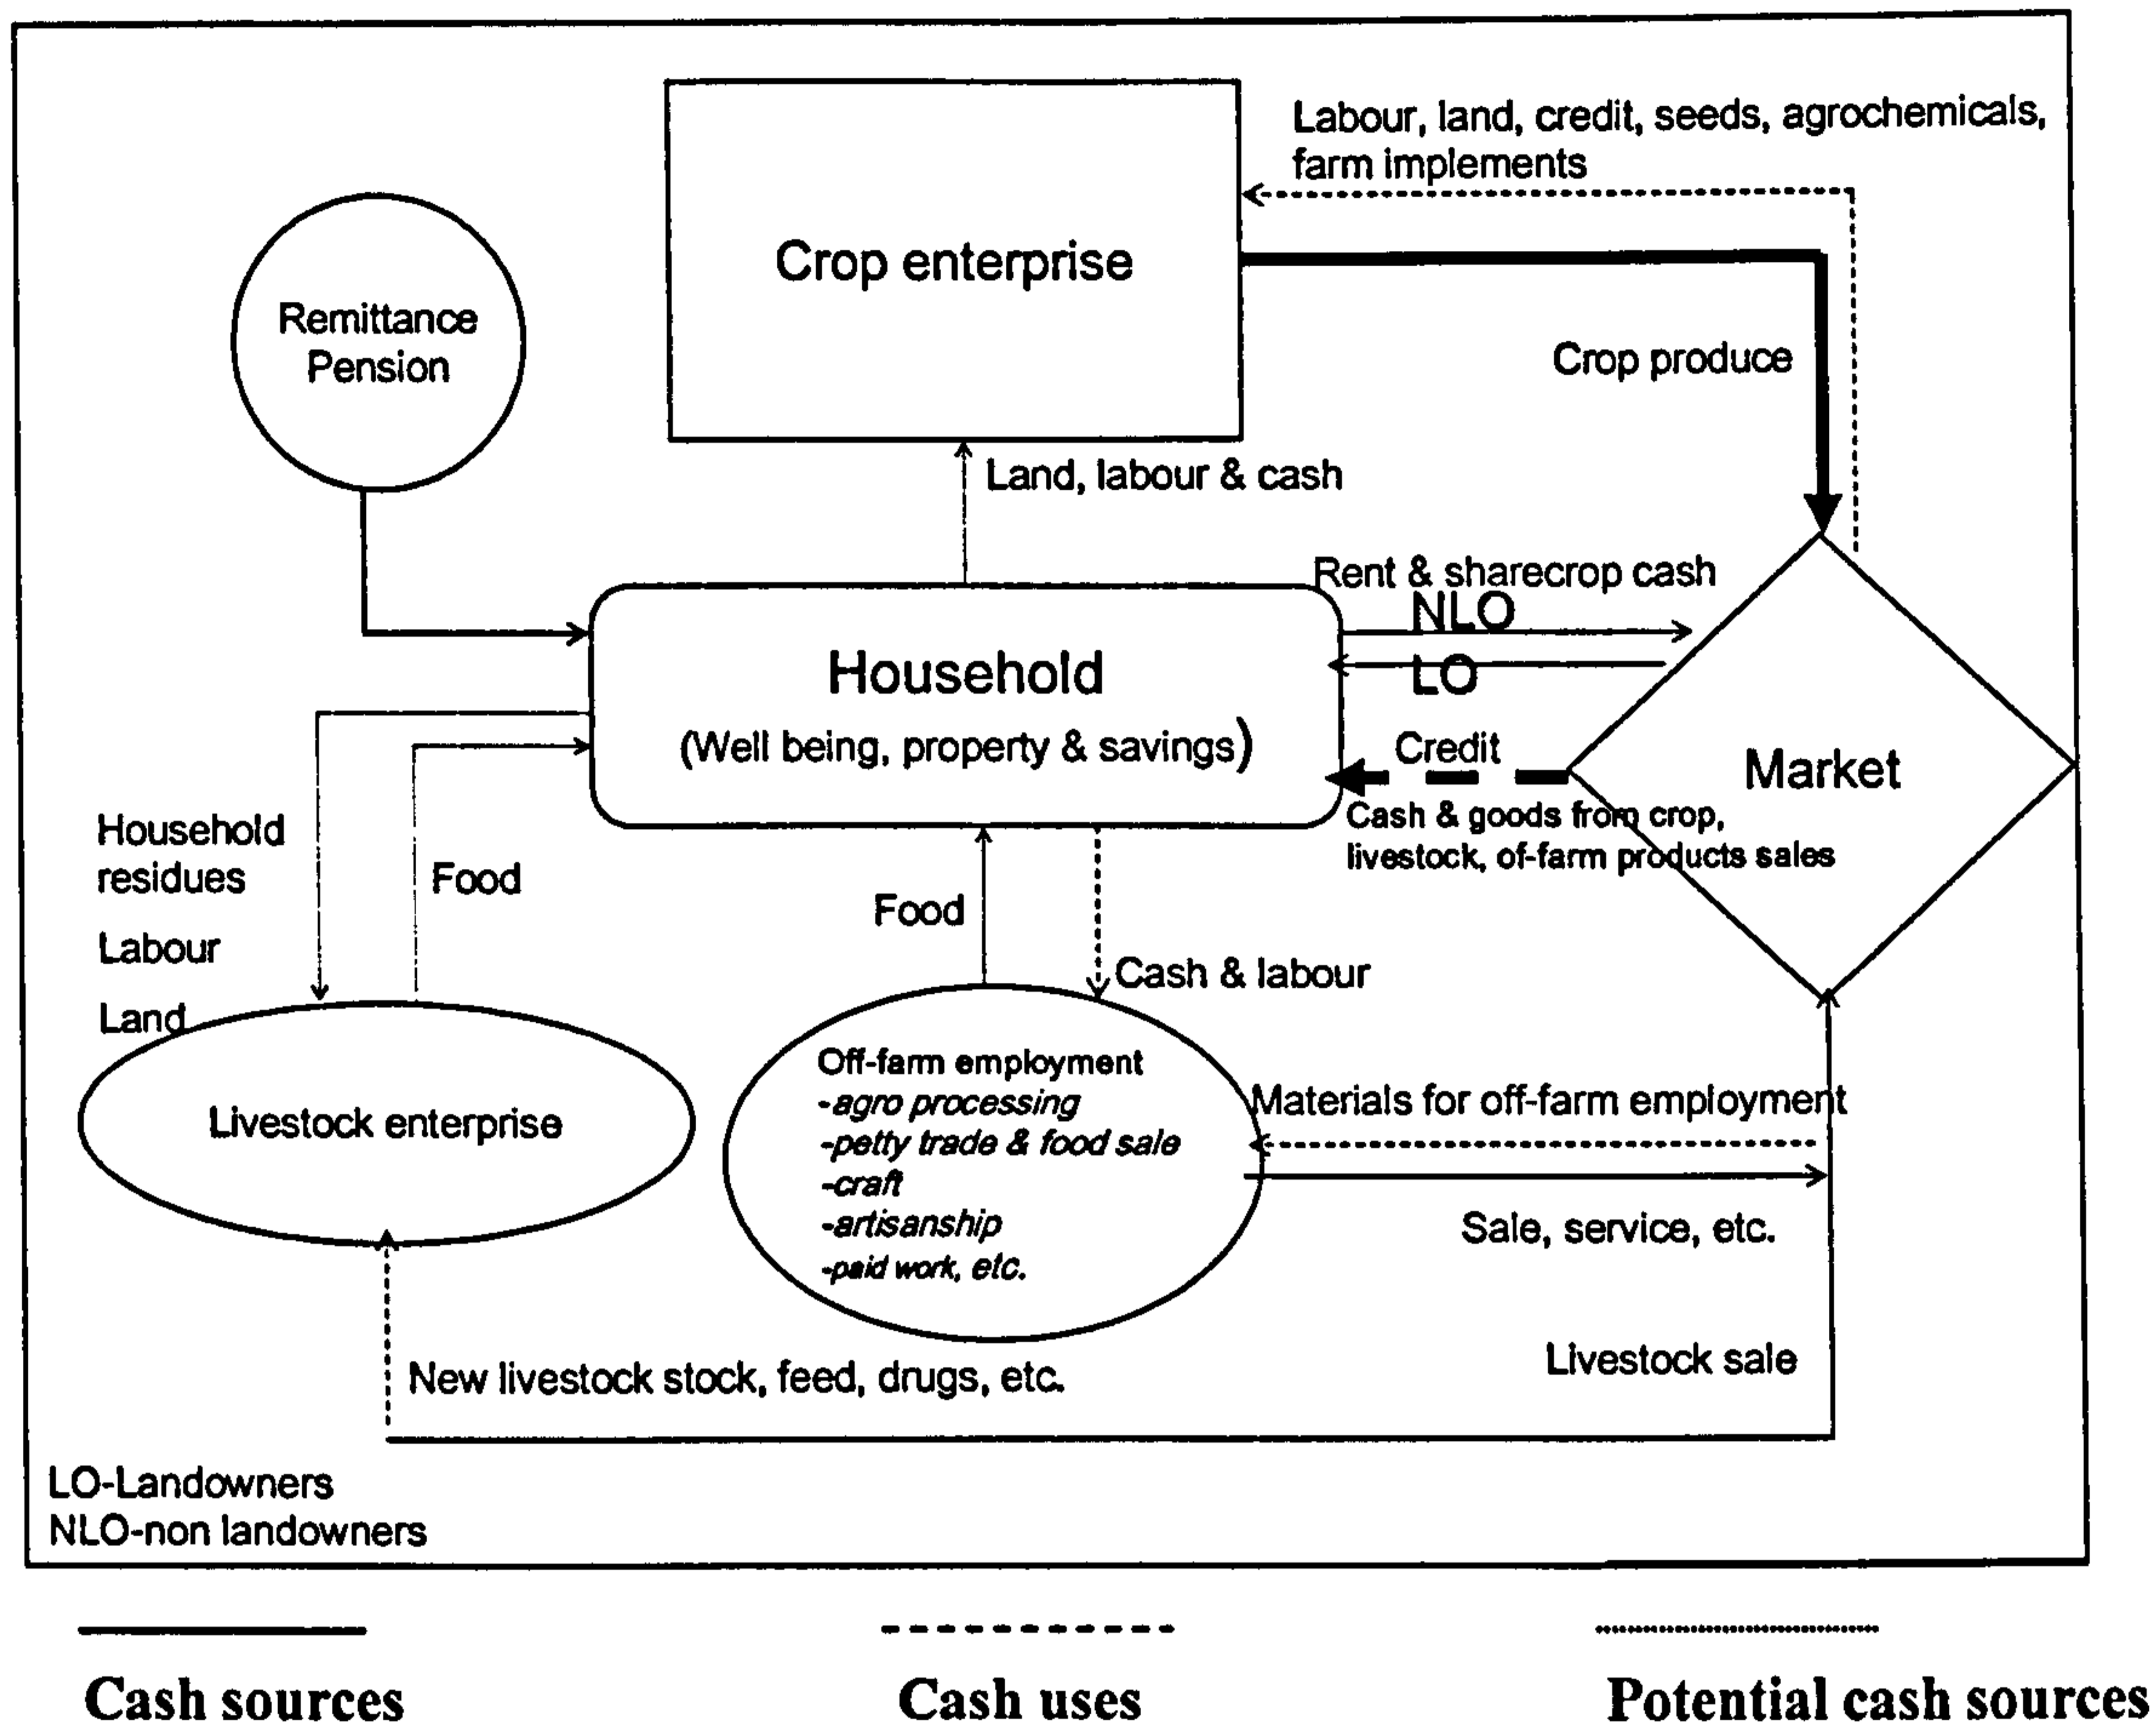 Labour, land, credit, seeds, agrochemicals,
farm implements
Crop enterprise
Remittance
Pension
Crop produce
Land, labour & cash
Rent & sharecrop cash
NLO
LO
Household
(Well being, property & savings)
Credit
Market
Cash & goods from crop,
livestock, of-farm products sales
Household
residues
Labour
Land
Food
Food
Cash & labour
Livestock enterprise
Off-farm employment
-agro processing
-petty trade & food sale
-craft
-artisanship
-paid work, etc.
Materials for off-farm employment
Sale, service, etc.
Livestock sale
New livestock stock, feed, drugs, etc.
LO-Landowners
NLO-non landowners
Cash sources
Cash uses
Potential cash sources